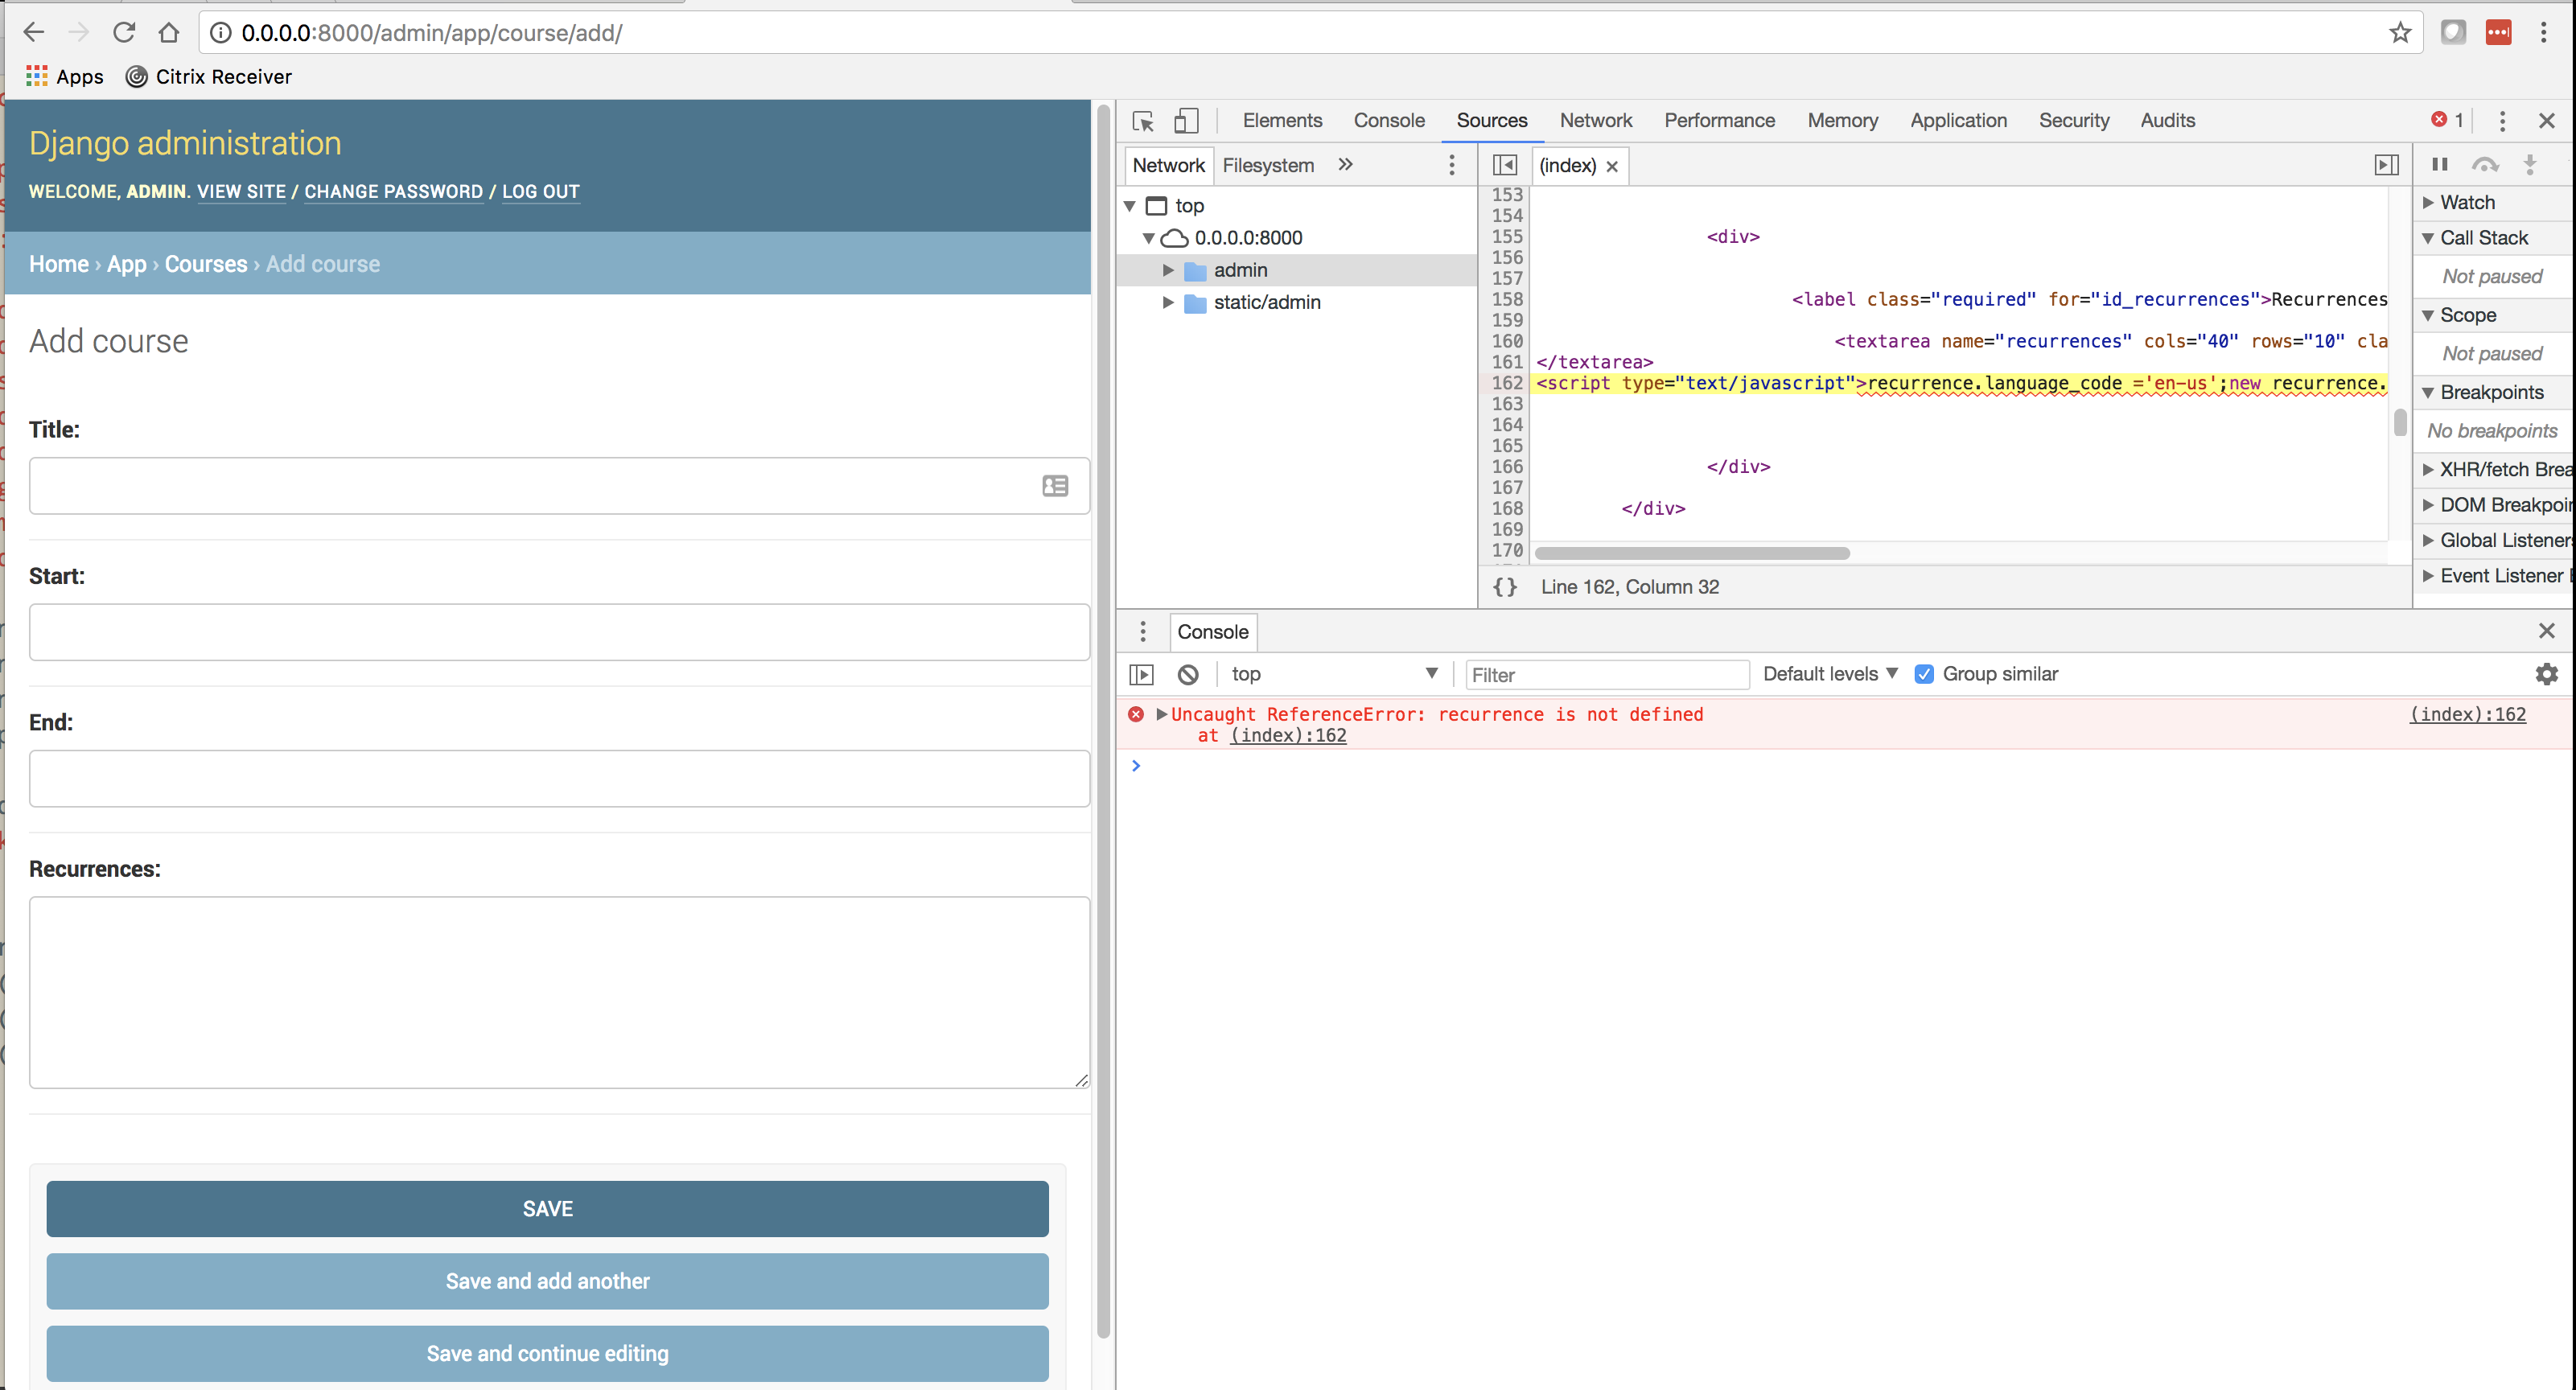 0.0.0.0:8000/admin/app/course/add/
Apps Citrix Receiver
Django administration
WELCOME, ADMIN. VIEW SITE / CHANGE PASSWORD / LOG OUT
Home › App › Courses › Add course
Add course
Title:
Start:
End:
Recurrences:
SAVE
Save and add another
Save and continue editing
Elements Console Sources Network Performance Memory Application Security Audits 1
Network Filesystem »
top
0.0.0.0:8000
admin
static/admin
(index)
153
154
155 <div>
156
157
158 <label class="required" for="id_recurrences">Recurrences
159
160 <textarea name="recurrences" cols="40" rows="10" cla
161 </textarea>
162 <script type="text/javascript">recurrence.language_code ='en-us';new recurrence.
163
164
165
166 </div>
167
168 </div>
169
170
{} Line 162, Column 32
Watch
Call Stack
Not paused
Scope
Not paused
Breakpoints
No breakpoints
XHR/fetch Brea
DOM Breakpoin
Global Listeners
Event Listener
Console
top Filter Default levels Group similar
Uncaught ReferenceError: recurrence is not defined (index):162
at (index):162
>